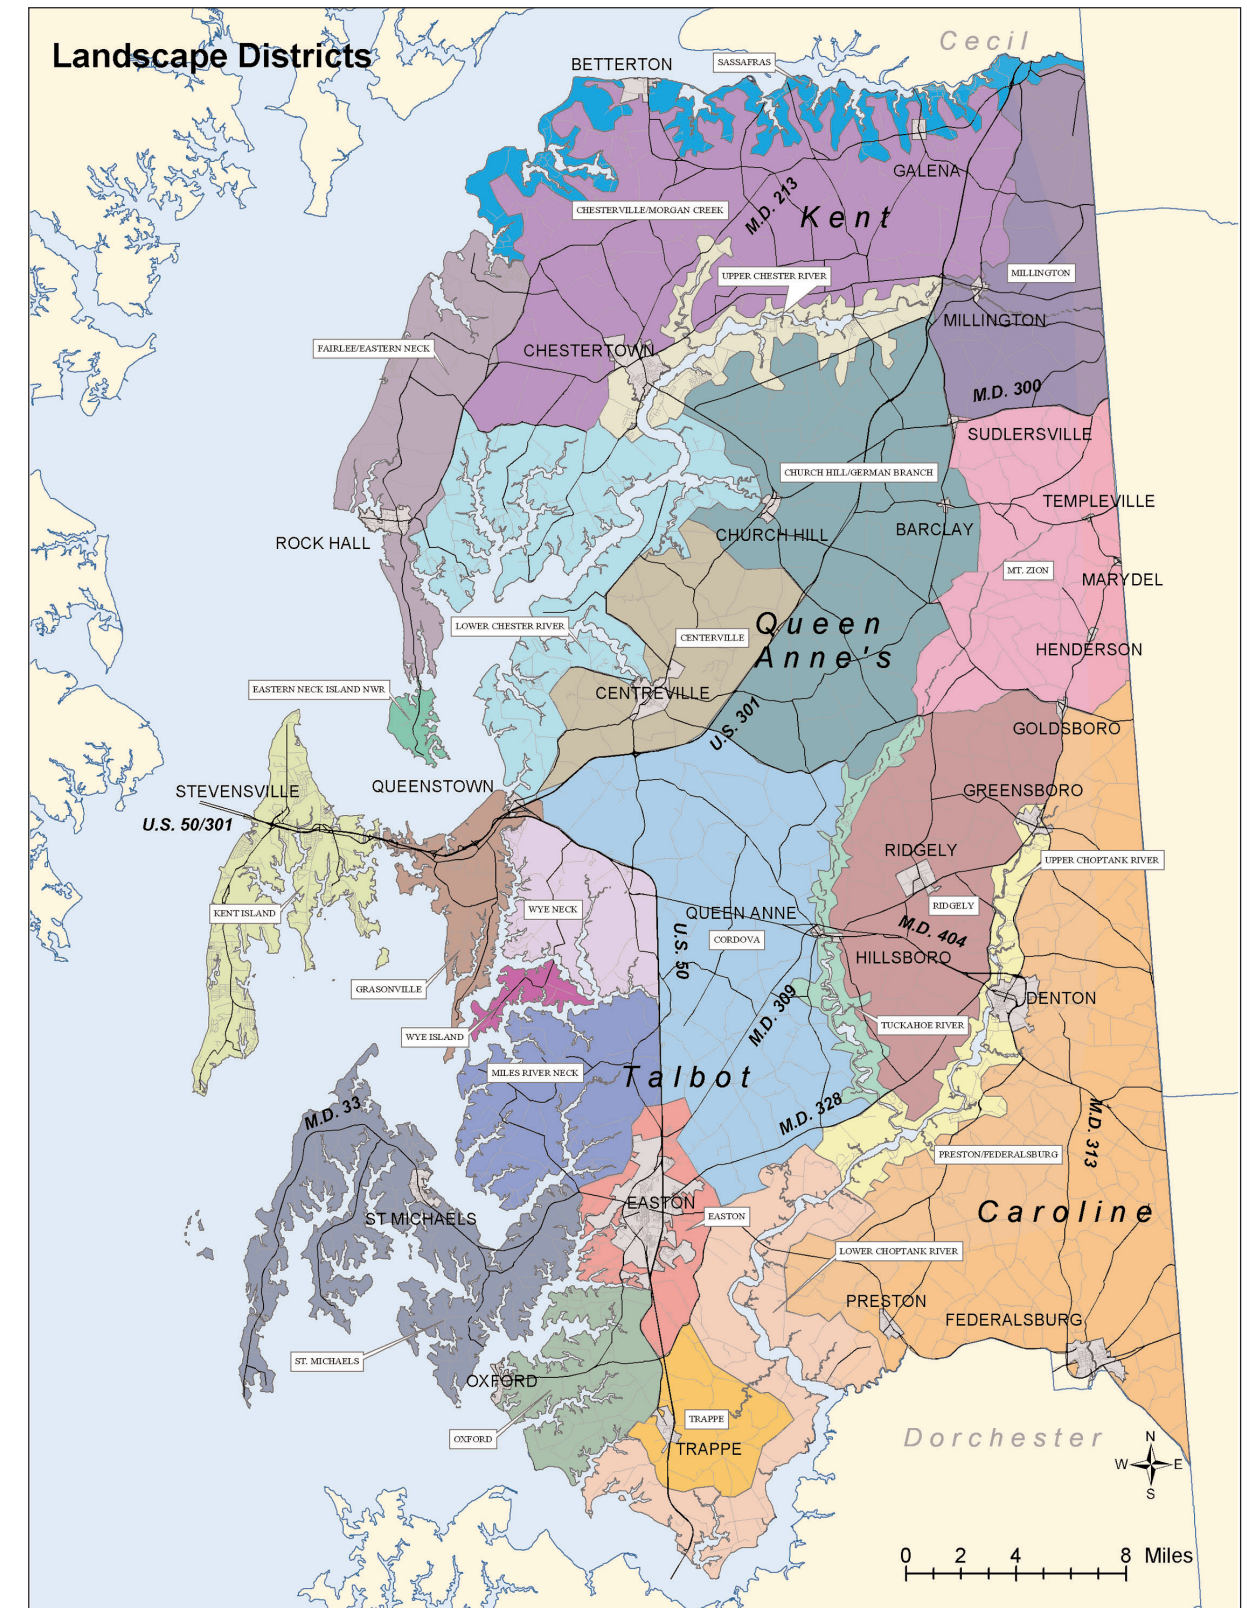 Landscape Districts
Cecil
BETTERTON
SASSAFRAS
GALENA
CHESTERVILLE/MORGAN CREEK
M.D. 213
Kent
UPPER CHESTER RIVER
MILLINGTON
MILLINGTON
FAIRLEE/EASTERN NECK
CHESTERTOWN
M.D. 300
SUDLERSVILLE
CHURCH HILL/GERMAN BRANCH
TEMPLEVILLE
BARCLAY
CHURCH HILL
ROCK HALL
MT. ZION
MARYDEL
LOWER CHESTER RIVER
CENTERVILLE
Queen
Anne's
HENDERSON
EASTERN NECK ISLAND NWR
CENTREVILLE
U.S. 301
GOLDSBORO
QUEENSTOWN
STEVENSVILLE
GREENSBORO
U.S. 50/301
RIDGELY
UPPER CHOPTANK RIVER
RIDGELY
KENT ISLAND
WYE NECK
QUEEN ANNE
CORDOVA
M.D. 404
U.S. 50
HILLSBORO
GRASONVILLE
DENTON
M.D. 309
TUCKAHOE RIVER
WYE ISLAND
MILES RIVER NECK
Talbot
M.D. 33
M.D. 328
M.D. 313
PRESTON/FEDERALSBURG
EASTON
EASTON
ST MICHAELS
Caroline
LOWER CHOPTANK RIVER
PRESTON
FEDERALSBURG
ST. MICHAELS
OXFORD
OXFORD
TRAPPE
TRAPPE
Dorchester
N
W
E
S
0 2 4 8 Miles